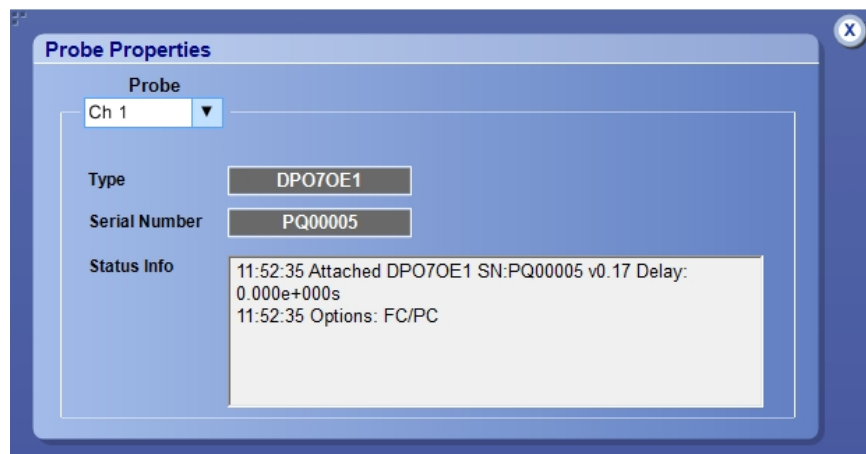 X
Probe Properties
Probe
Ch 1
Type
DPO7OE1
Serial Number
PQ00005
Status Info
11:52:35 Attached DPO7OE1 SN:PQ00005 v0.17 Delay:
0.000e+000s
11:52:35 Options: FC/PC